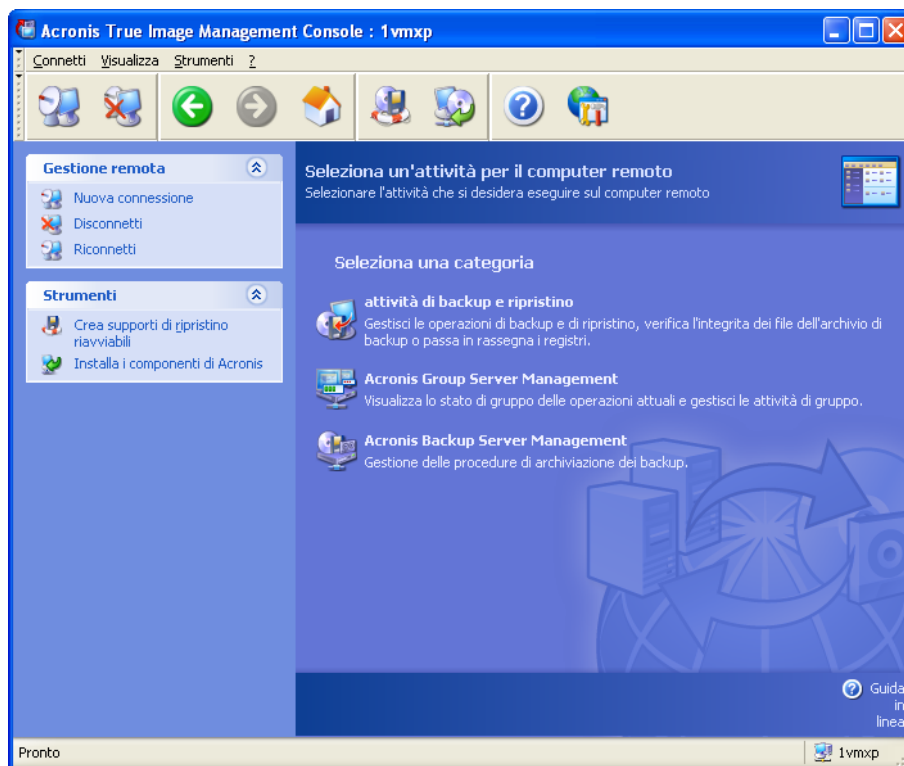 Acronis True Image Management Console : 1vmxp
Connetti Visualizza Strumenti ?
Gestione remota
Nuova connessione
Disconnetti
Riconnetti
Strumenti
Crea supporti di ripristino
riavviabili
Installa i componenti di Acronis
Seleziona un'attività per il computer remoto
Selezionare l'attività che si desidera eseguire sul computer remoto
Seleziona una categoria
attività di backup e ripristino
Gestisci le operazioni di backup e di ripristino, verifica l'integrita dei file dell'archivio di
backup o passa in rassegna i registri.
Acronis Group Server Management
Visualizza lo stato di gruppo delle operazioni attuali e gestisci le attività di gruppo.
Acronis Backup Server Management
Gestione delle procedure di archiviazione dei backup.
Guida
in
linea
Pronto
1vmxp